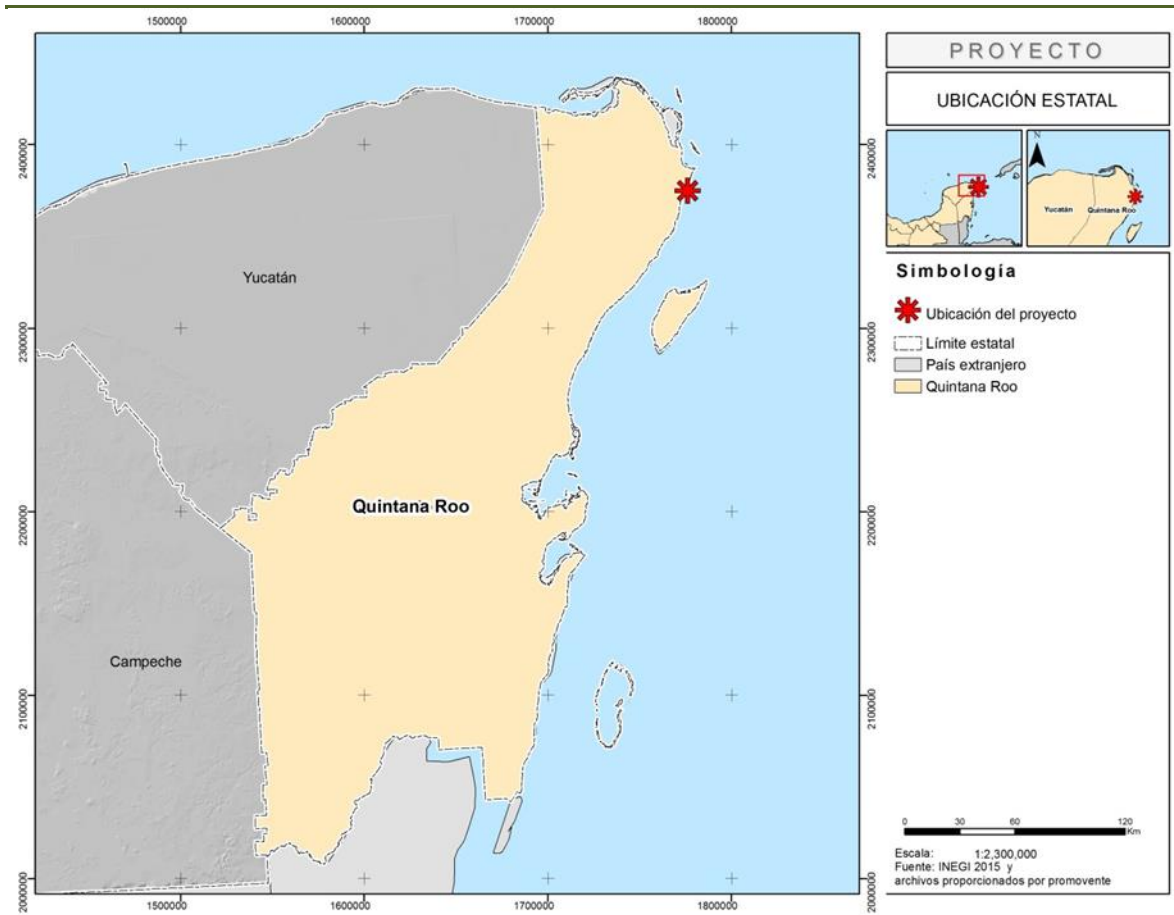 1500000
1600000
1700000
1800000
2400000
2300000
2200000
2100000
2000000
Yucatán
Quintana Roo
Campeche
2400000
2300000
2200000
2100000
2000000
1500000
1600000
1700000
1800000
PROYECTO
UBICACIÓN ESTATAL
N
Yucatán
Quintana Roo
Simbología
Ubicación del proyecto
Límite estatal
País extranjero
Quintana Roo
0 30 60 120
Km
Escala: 1:2,300,000
Fuente: INEGI 2015 y
archivos proporcionados por promovente